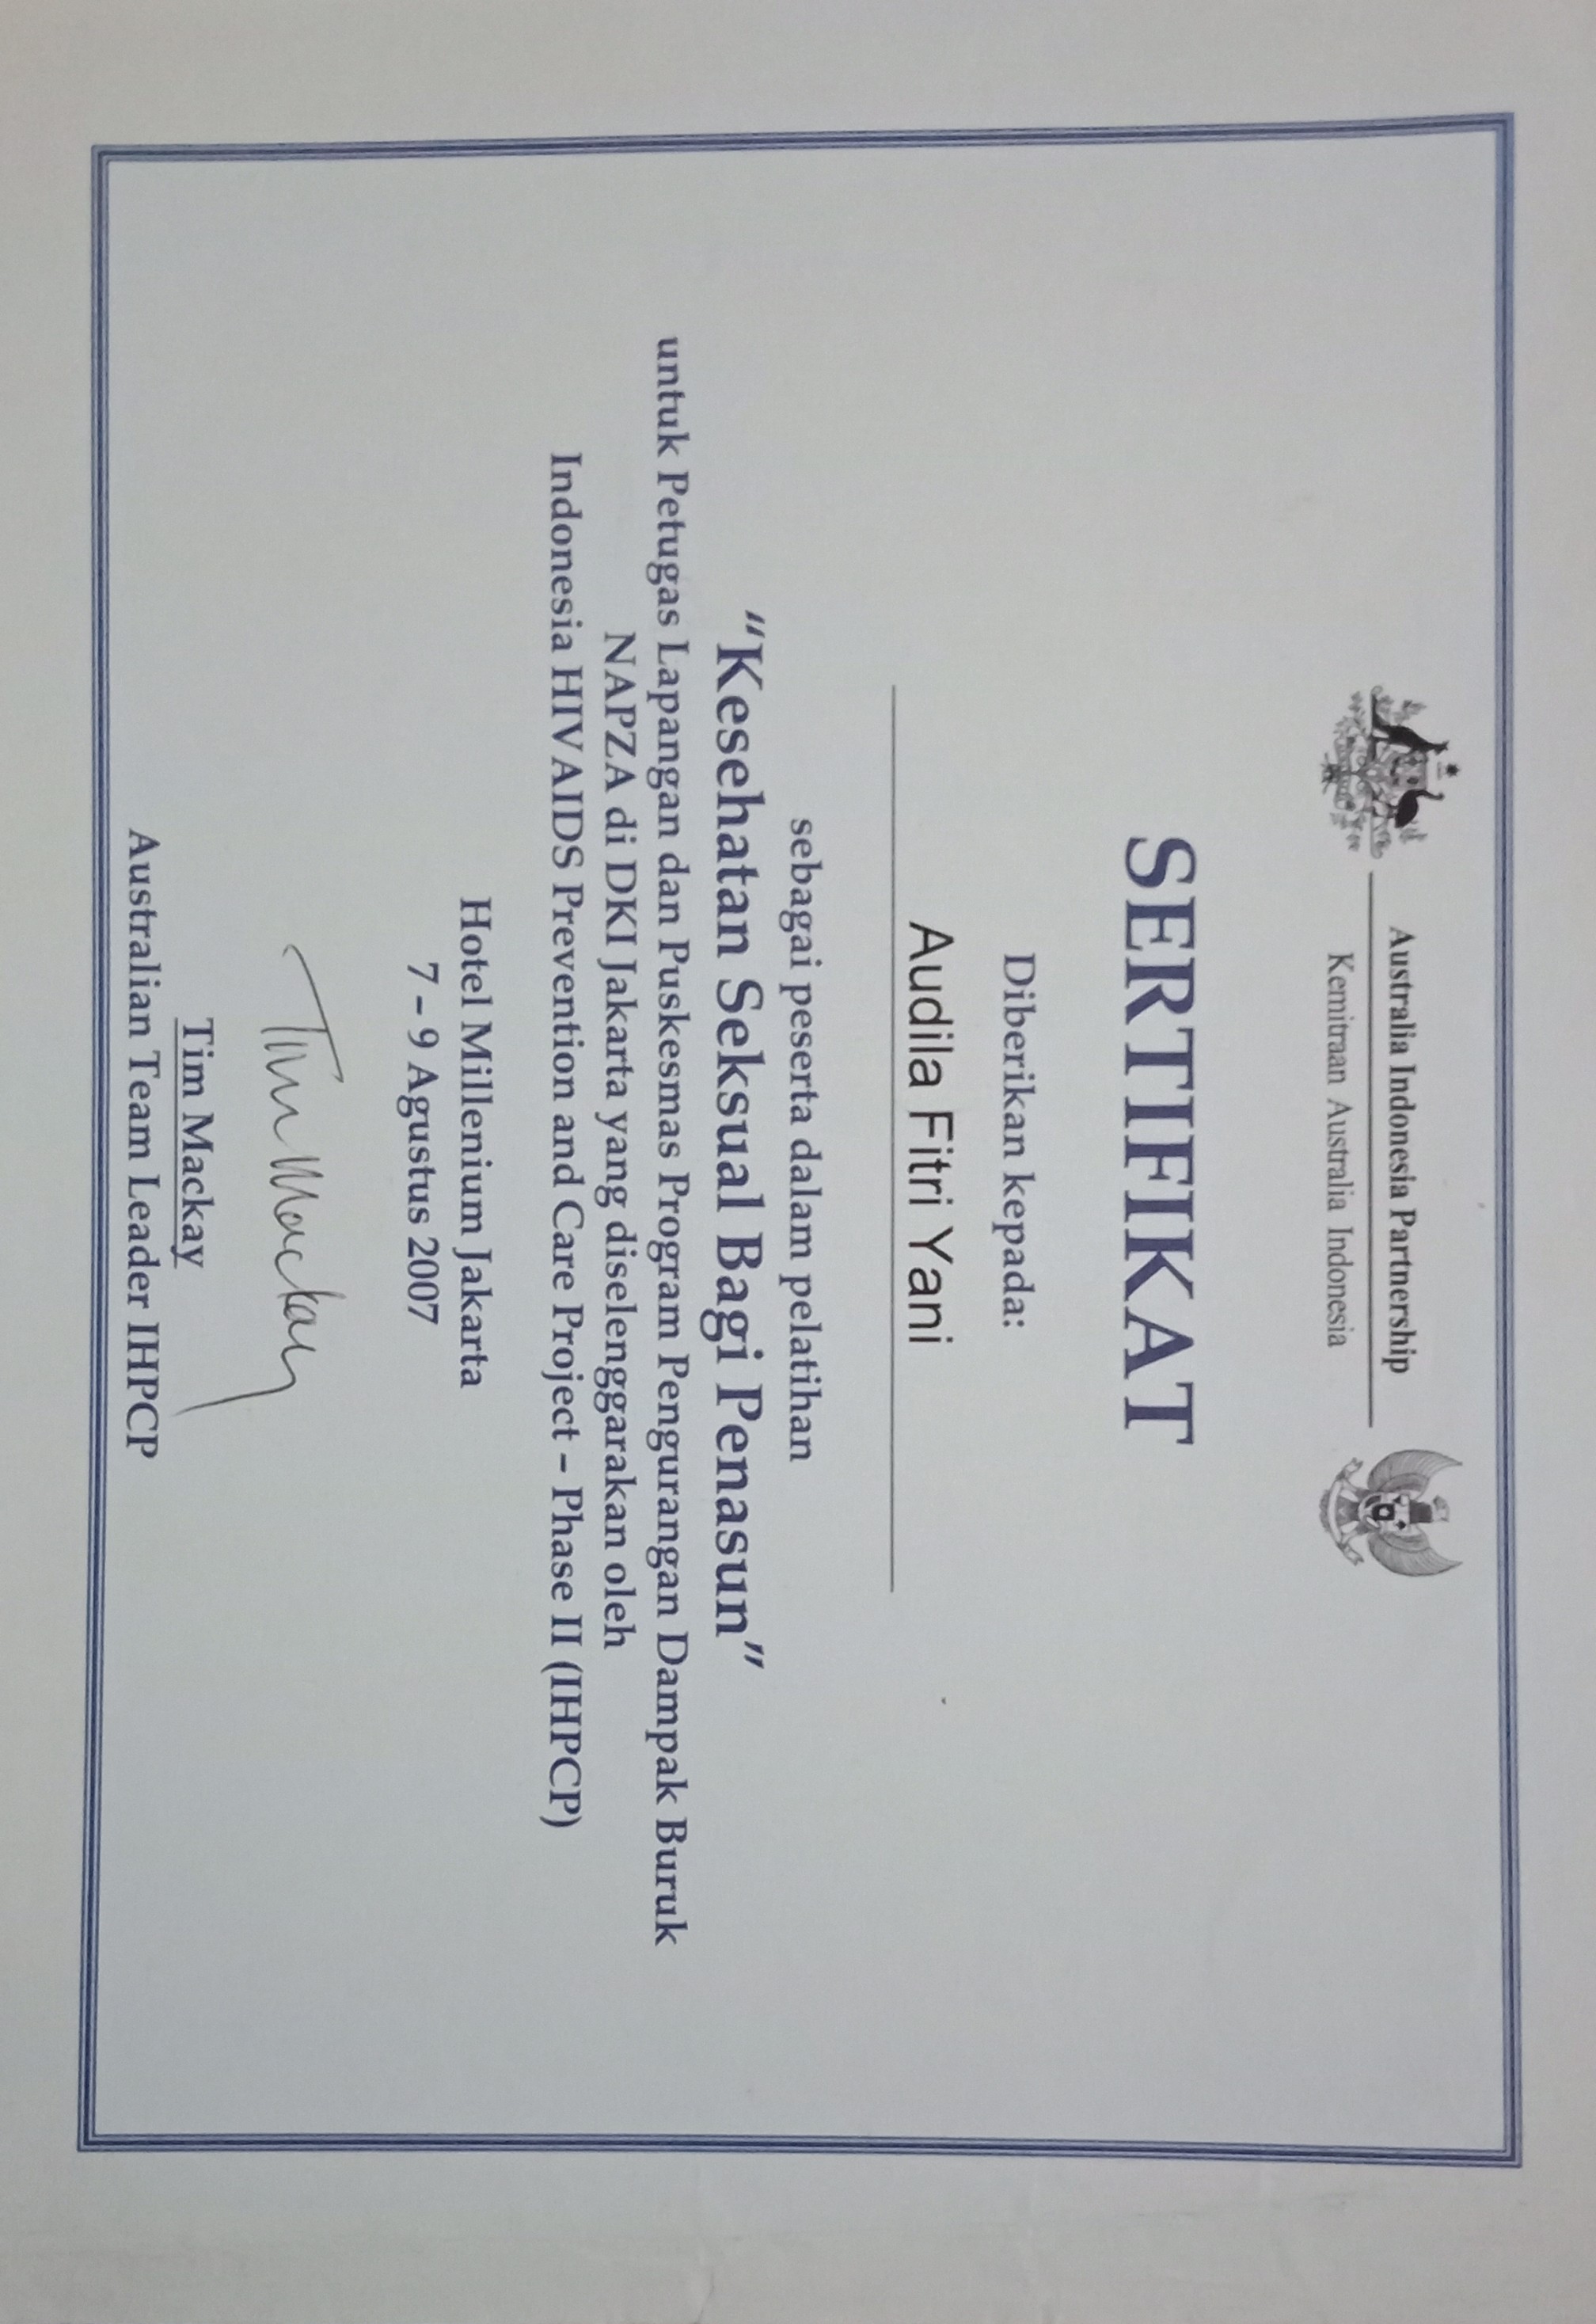 Australia Indonesia Partnership
Kemitraan Australia Indonesia
SERTIFIKAT
Diberikan kepada:
Audila Fitri Yani
sebagai peserta dalam pelatihan
“Kesehatan Seksual Bagi Penasun”
untuk Petugas Lapangan dan Puskesmas Program Pengurangan Dampak Buruk
NAPZA di DKI Jakarta yang diselenggarakan oleh
Indonesia HIV AIDS Prevention and Care Project – Phase II (IHPCP)
Hotel Millenium Jakarta
7 – 9 Agustus 2007
Tim Mackay
Tim Mackay
Australian Team Leader IHPCP